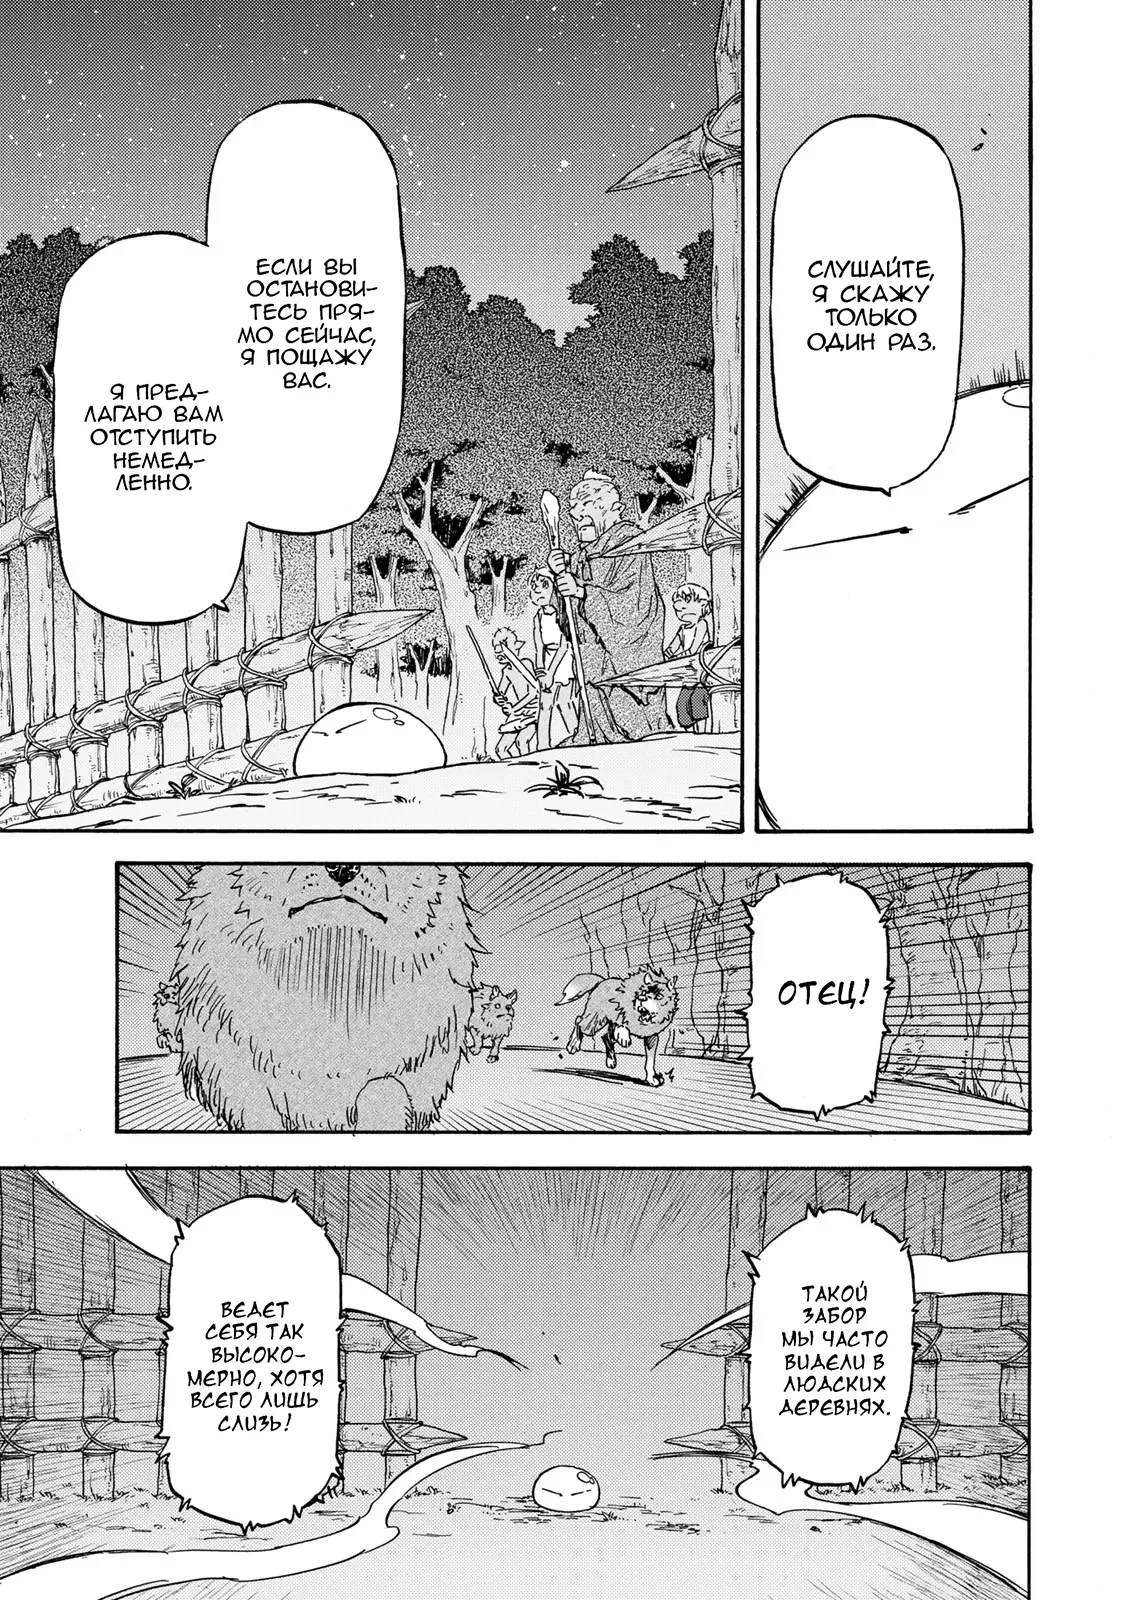 СЛУШАЙТЕ,
Я СКАЖУ
ТОЛЬКО
ОДИН РАЗ.
ЕСЛИ ВЫ
ОСТАНОВИ-
ТЕСЬ ПРЯ-
МО СЕЙЧАС,
Я ПОЩАЖУ
ВАС.
Я ПРЕД-
ЛАГАЮ ВАМ
ОТСТУПИТЬ
НЕМЕД-
ЛЕННО.
ОТЕЦ!
ТАКОЙ
ЗАБОР
МЫ ЧАСТО
ВИДЕЛИ В
ЛЮДСКИХ
ДЕРЕВНЯХ.
ВЕДЕТ
СЕБЯ ТАК
ВЫСОКО-
МЕРНО, ХОТЯ
ВСЕГО ЛИШЬ
СЛИЗЬ!